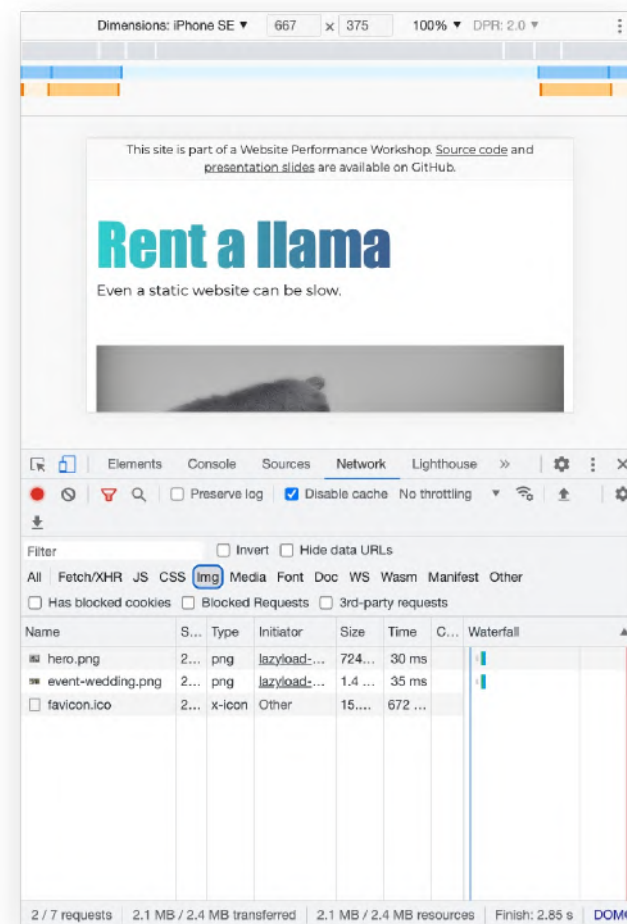 Dimensions: iPhone SE ▼ 667 x 375 100% ▼ DPR: 2.0 ▼
This site is part of a Website Performance Workshop. Source code and
presentation slides are available on GitHub.
Rent a llama
Even a static website can be slow.
Elements Console Sources Network Lighthouse »
Preserve log Disable cache No throttling ▼
Filter Invert Hide data URLs
All Fetch/XHR JS CSS Img Media Font Doc WS Wasm Manifest Other
Has blocked cookies Blocked Requests 3rd-party requests
Name S... Type Initiator Size Time C... Waterfall
hero.png 2... png lazyload-... 724... 30 ms
event-wedding.png 2... png lazyload-... 1.4 ... 35 ms
favicon.ico 2... x-icon Other 15.... 672 ...
2 / 7 requests 2.1 MB / 2.4 MB transferred 2.1 MB / 2.4 MB resources Finish: 2.85 s DOMC